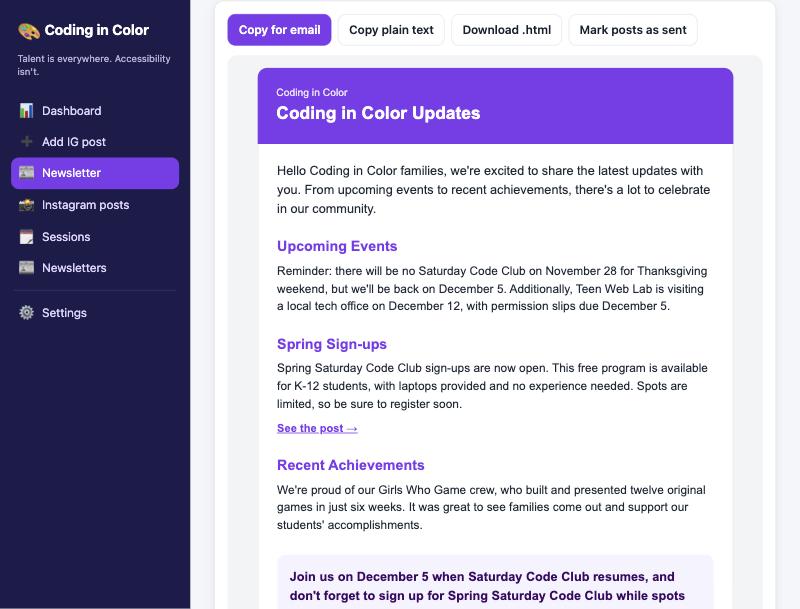 Coding in Color
Talent is everywhere. Accessibility
isn't.
Dashboard
Add IG post
Newsletter
Instagram posts
Sessions
Newsletters
Settings
Copy for email
Copy plain text
Download .html
Mark posts as sent
Coding in Color
Coding in Color Updates
Hello Coding in Color families, we're excited to share the latest updates with
you. From upcoming events to recent achievements, there's a lot to celebrate
in our community.
Upcoming Events
Reminder: there will be no Saturday Code Club on November 28 for Thanksgiving
weekend, but we'll be back on December 5. Additionally, Teen Web Lab is visiting
a local tech office on December 12, with permission slips due December 5.
Spring Sign-ups
Spring Saturday Code Club sign-ups are now open. This free program is available
for K-12 students, with laptops provided and no experience needed. Spots are
limited, so be sure to register soon.
See the post →
Recent Achievements
We're proud of our Girls Who Game crew, who built and presented twelve original
games in just six weeks. It was great to see families come out and support our
students' accomplishments.
Join us on December 5 when Saturday Code Club resumes, and
don't forget to sign up for Spring Saturday Code Club while spots